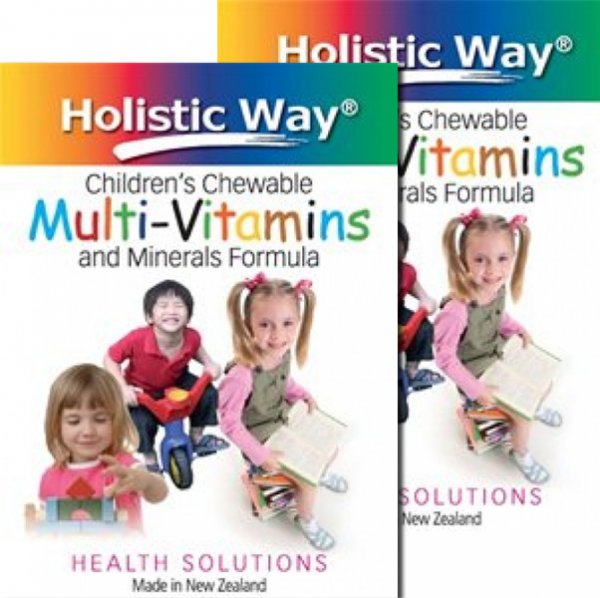 Holistic Way®
Children's Chewable
Multi-Vitamins
and Minerals Formula
HEALTH SOLUTIONS
Made in New Zealand
Holistic Way®
s Chewable
Vitamins
rals Formula
SOLUTIONS
New Zealand